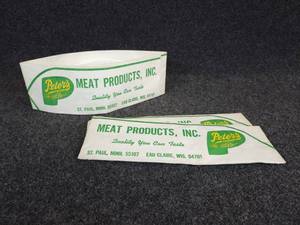 Peter's
MEAT PRODUCTS, INC.
Quality You Can Taste
ST. PAUL, MINN. 55107 EAU CLAIRE, WIS. 54701
Peter's
MEAT PRODUCTS, INC.
Quality You Can Taste
ST. PAUL, MINN. 55107 EAU CLAIRE, WIS. 54701